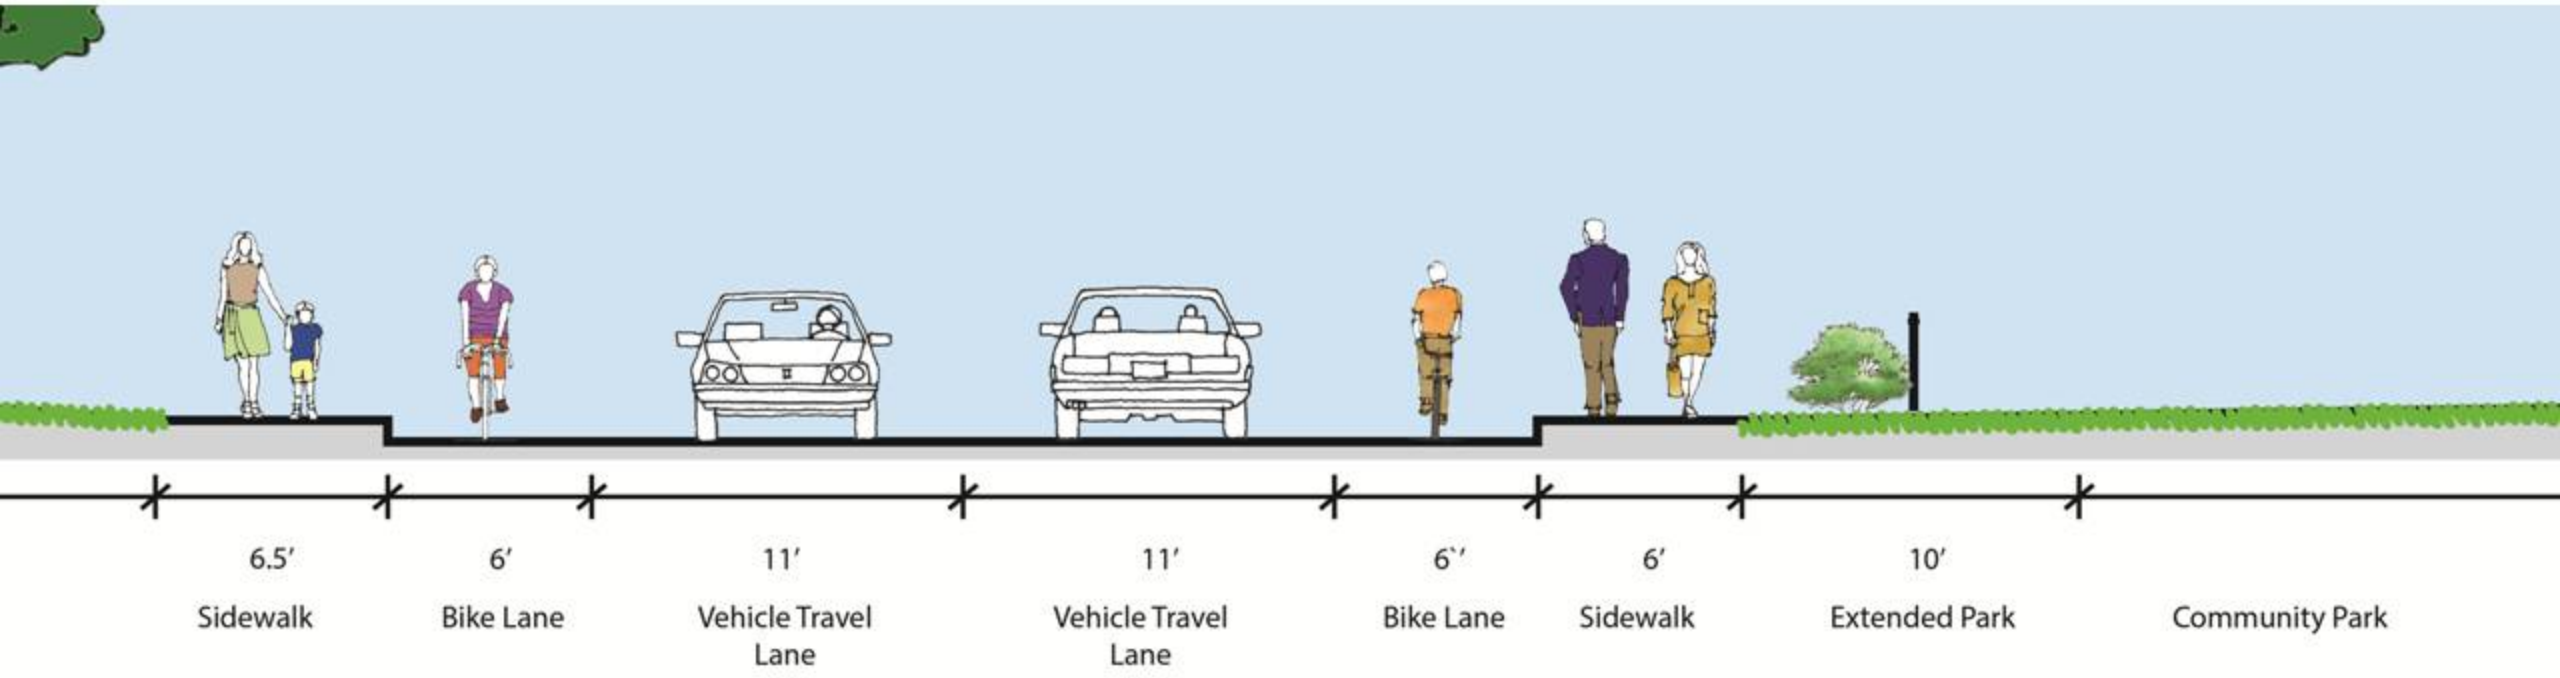 6.5’ 6’ 11’ 11’ 6`’ 6’ 10’
Sidewalk Bike Lane Vehicle Travel Vehicle Travel Bike Lane Sidewalk Extended Park Community Park
Lane Lane